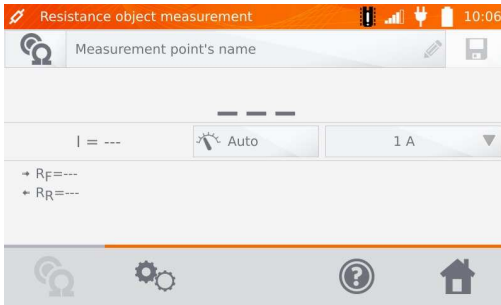 Resistance object measurement 10:06
Measurement point's name
---
I = --- Auto 1 A
→ RF=---
← RR=---